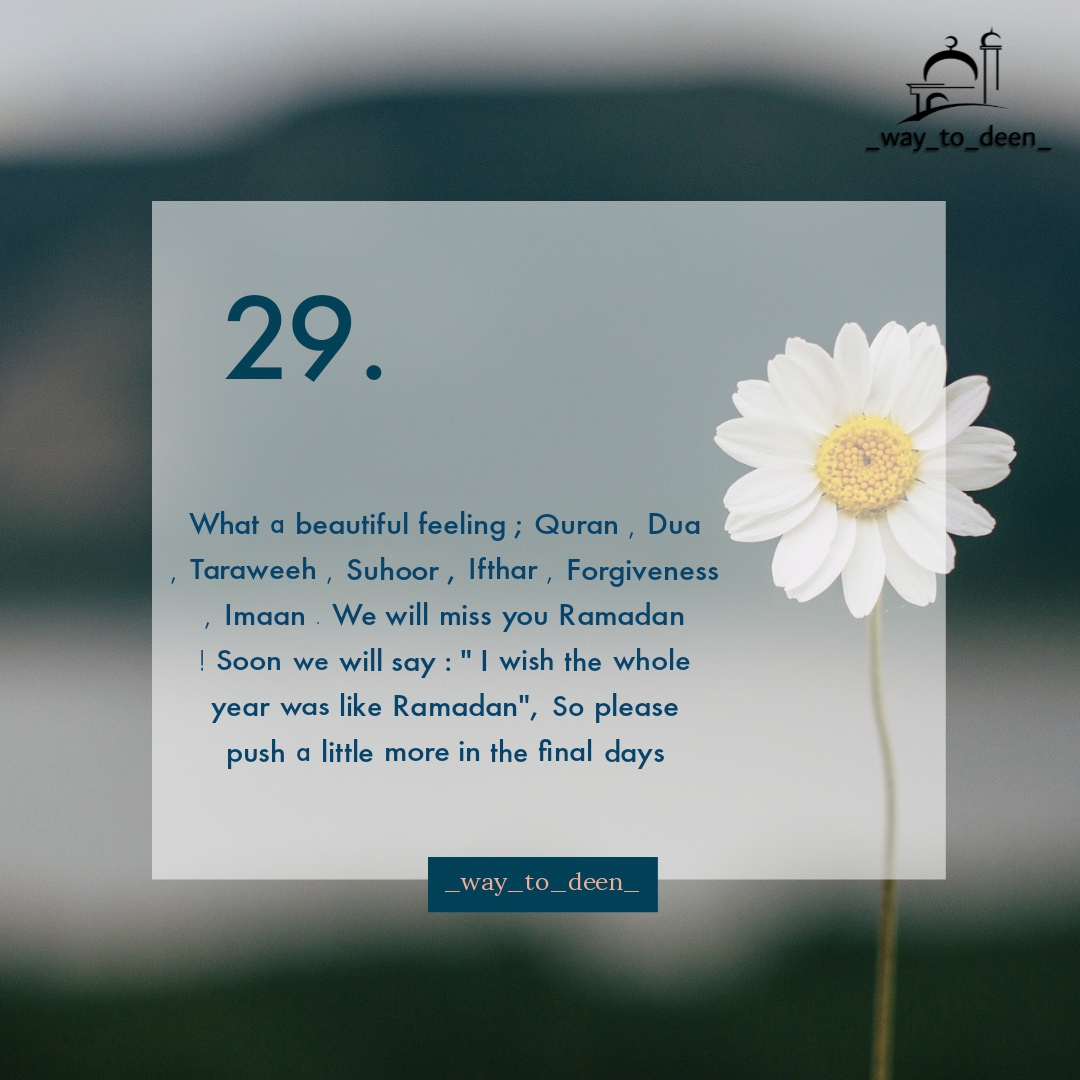 _way_to_deen_
29.
What a beautiful feeling ; Quran , Dua
, Taraweeh , Suhoor , Ifthar , Forgiveness
, Imaan . We will miss you Ramadan
! Soon we will say : " I wish the whole
year was like Ramadan", So please
push a little more in the final days
_way_to_deen_